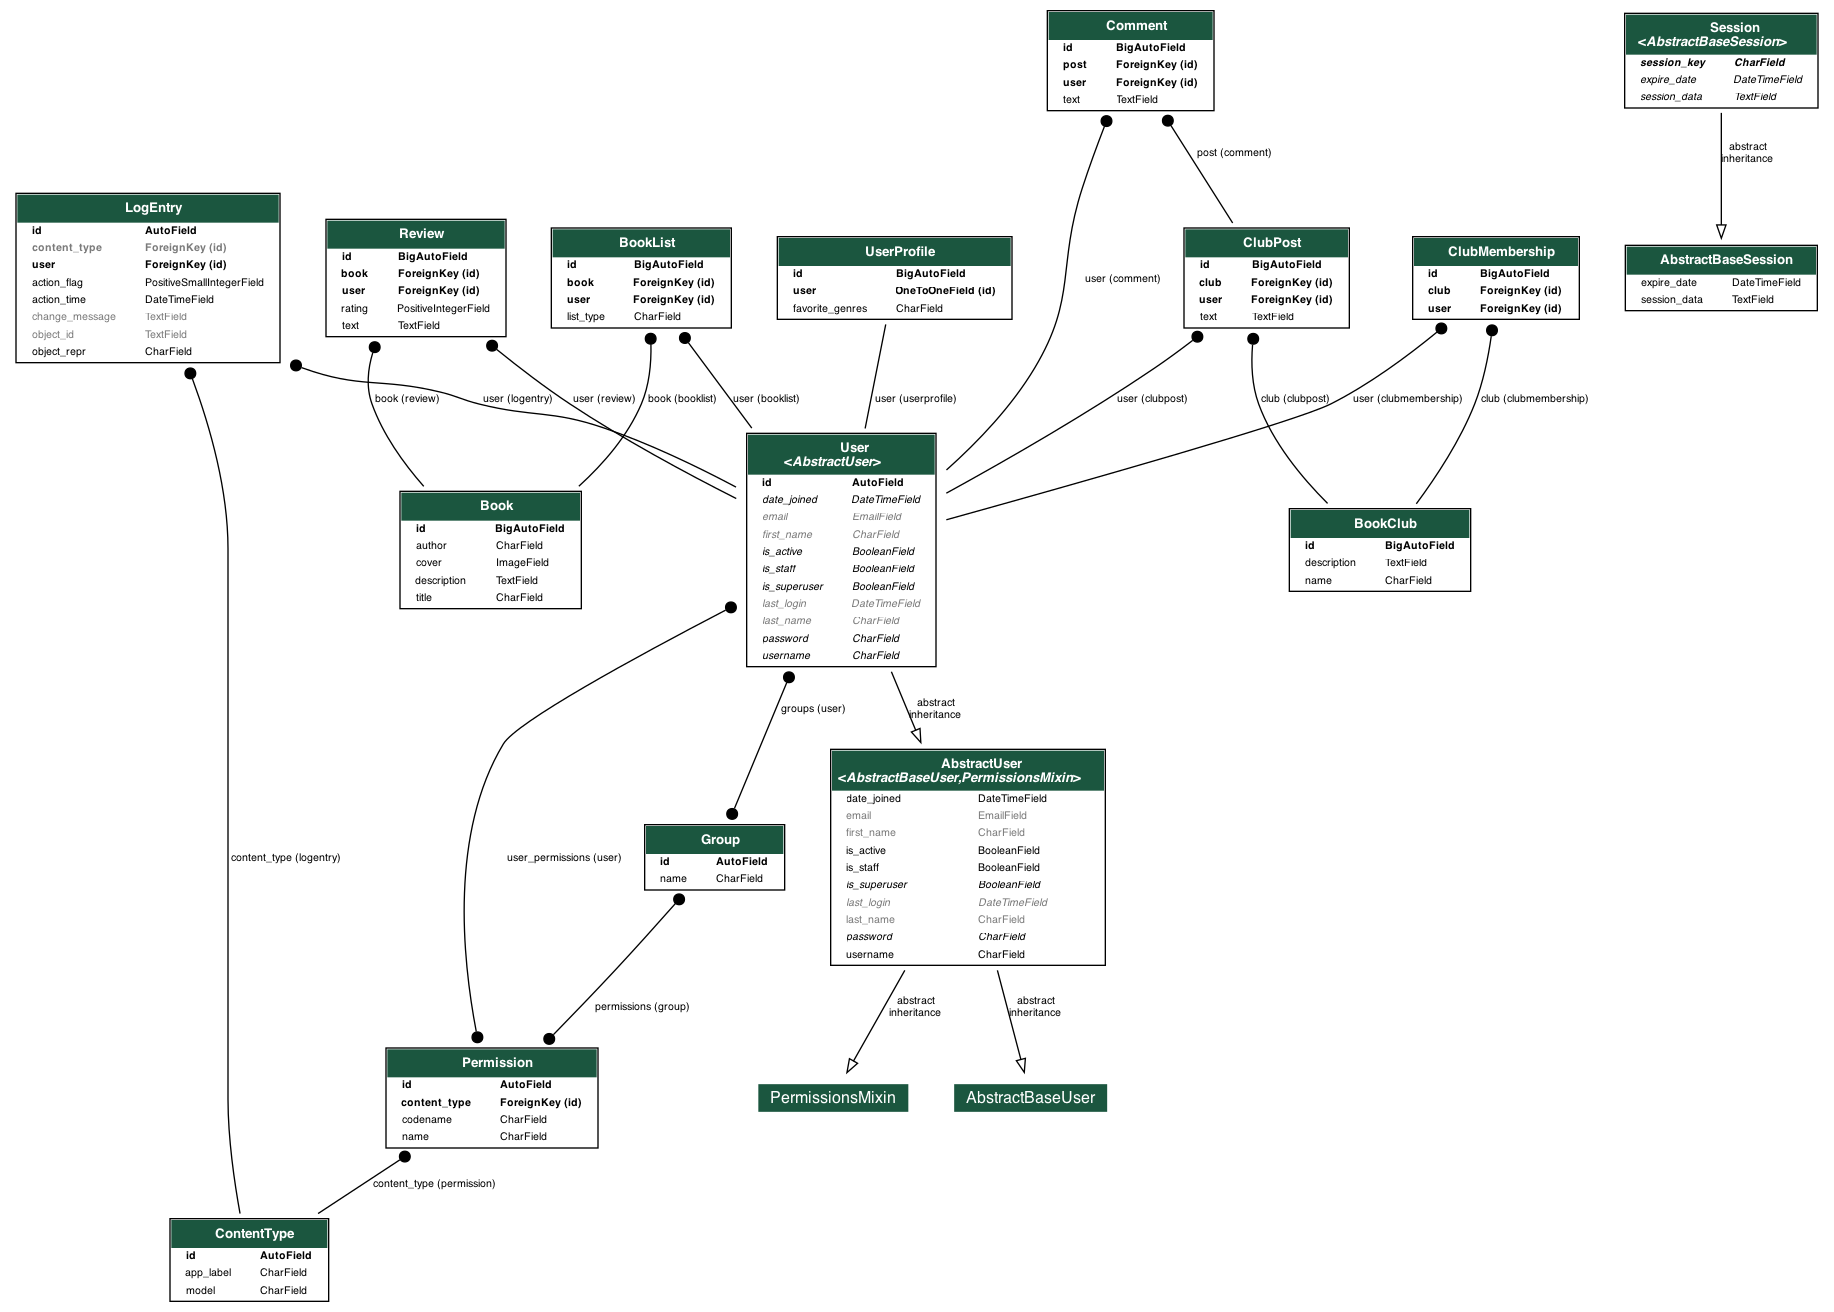 Comment
id BigAutoField
post ForeignKey (id)
user ForeignKey (id)
text TextField
Session
<AbstractBaseSession>
session_key CharField
expire_date DateTimeField
session_data TextField
post (comment)
abstract
inheritance
LogEntry
id AutoField
content_type ForeignKey (id)
user ForeignKey (id)
action_flag PositiveSmallIntegerField
action_time DateTimeField
change_message TextField
object_id TextField
object_repr CharField
Review
id BigAutoField
book ForeignKey (id)
user ForeignKey (id)
rating PositiveIntegerField
text TextField
BookList
id BigAutoField
book ForeignKey (id)
user ForeignKey (id)
list_type CharField
UserProfile
id BigAutoField
user OneToOneField (id)
favorite_genres CharField
user (comment)
ClubPost
id BigAutoField
club ForeignKey (id)
user ForeignKey (id)
text TextField
ClubMembership
id BigAutoField
club ForeignKey (id)
user ForeignKey (id)
AbstractBaseSession
expire_date DateTimeField
session_data TextField
book (review)
user (logentry)
user (review)
book (booklist)
user (booklist)
user (userprofile)
user (clubpost)
club (clubpost)
user (clubmembership)
club (clubmembership)
Book
id BigAutoField
author CharField
cover ImageField
description TextField
title CharField
User
<AbstractUser>
id AutoField
date_joined DateTimeField
email EmailField
first_name CharField
is_active BooleanField
is_staff BooleanField
is_superuser BooleanField
last_login DateTimeField
last_name CharField
password CharField
username CharField
BookClub
id BigAutoField
description TextField
name CharField
groups (user)
abstract
inheritance
AbstractUser
<AbstractBaseUser,PermissionsMixin>
date_joined DateTimeField
email EmailField
first_name CharField
is_active BooleanField
is_staff BooleanField
is_superuser BooleanField
last_login DateTimeField
last_name CharField
password CharField
username CharField
content_type (logentry)
user_permissions (user)
Group
id AutoField
name CharField
permissions (group)
abstract
inheritance
abstract
inheritance
Permission
id AutoField
content_type ForeignKey (id)
codename CharField
name CharField
PermissionsMixin
AbstractBaseUser
content_type (permission)
ContentType
id AutoField
app_label CharField
model CharField